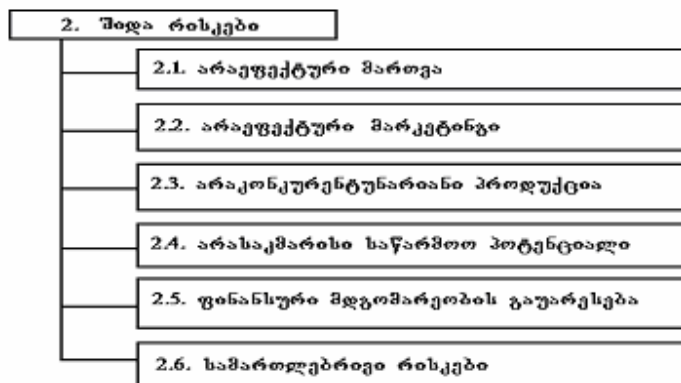 2. შიდა რისკები
2.1. არაეფექტური მართვა
2.2. არაეფექტური მარკეტინგი
2.3. არაკონკურენტუნარიანი პროდუქცია
2.4. არასაკმარისი საწარმოო პოტენციალი
2.5. ფინანსური მდგომარეობის გაუარესება
2.6. სამართლებრივი რისკები